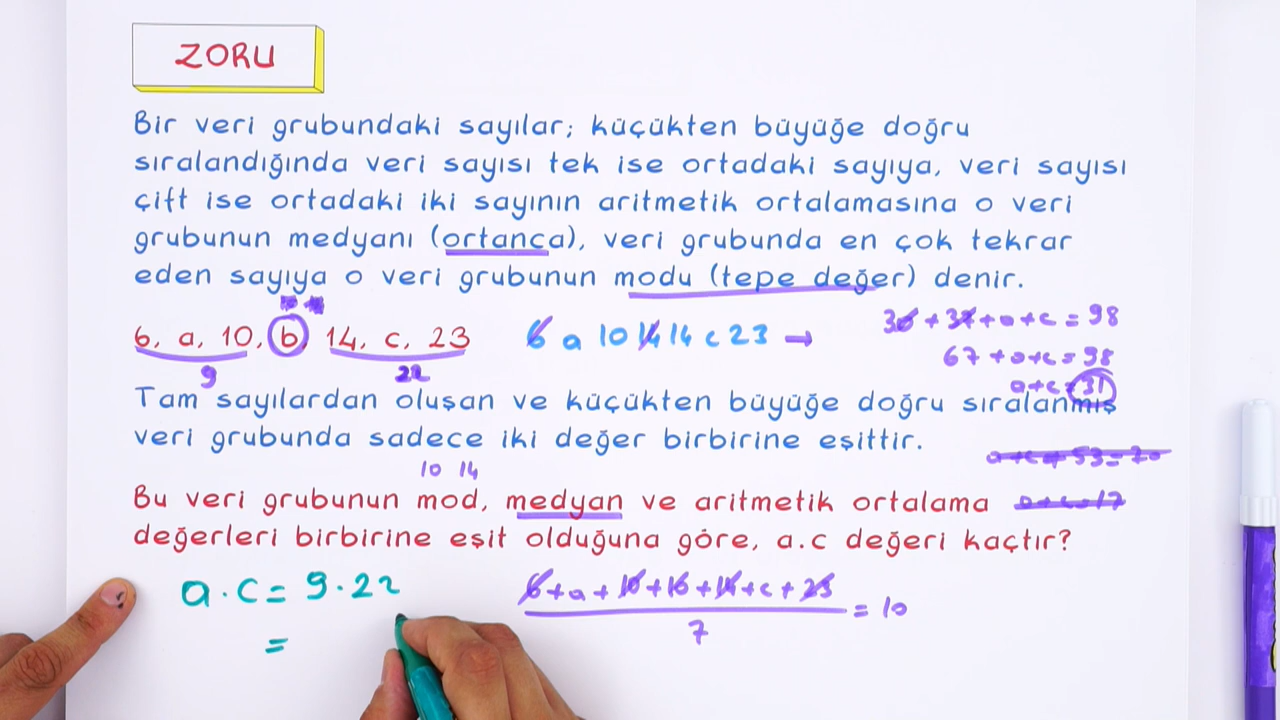 ZORU
Bir veri grubundaki sayılar; küçükten büyüğe doğru
sıralandığında veri sayısı tek ise ortadaki sayıya, veri sayısı
çift ise ortadaki iki sayının aritmetik ortalamasına o veri
grubunun medyanı (ortanca), veri grubunda en çok tekrar
eden sayıya o veri grubunun modu (tepe değer) denir.
6, a, 10, b, 14, c, 23
9 22
6 a 10 14 14 c 23 →
30 + 37 + a + c = 98
67 + a + c = 98
a + c = 31
Tam sayılardan oluşan ve küçükten büyüğe doğru sıralanmış
veri grubunda sadece iki değer birbirine eşittir.
a + c + 53 = 70
10 14
Bu veri grubunun mod, medyan ve aritmetik ortalama
a + c = 17
değerleri birbirine eşit olduğuna göre, a.c değeri kaçtır?
a . c = 9 . 22
=
6 + a + 10 + 10 + 14 + c + 23
7
= 10